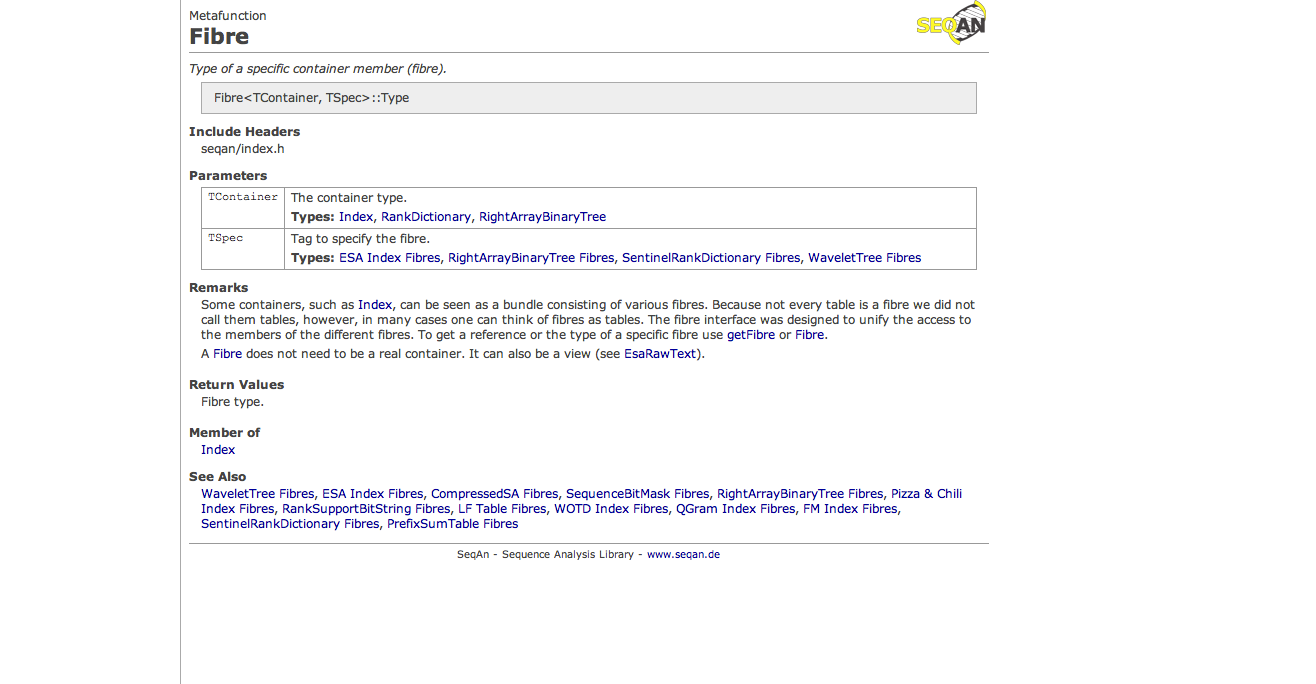 Metafunction
SEQAN
Fibre
Type of a specific container member (fibre).
Fibre<TContainer, TSpec>::Type
Include Headers
seqan/index.h
Parameters
TContainer The container type.
Types: Index, RankDictionary, RightArrayBinaryTree
TSpec Tag to specify the fibre.
Types: ESA Index Fibres, RightArrayBinaryTree Fibres, SentinelRankDictionary Fibres, WaveletTree Fibres
Remarks
Some containers, such as Index, can be seen as a bundle consisting of various fibres. Because not every table is a fibre we did not
call them tables, however, in many cases one can think of fibres as tables. The fibre interface was designed to unify the access to
the members of the different fibres. To get a reference or the type of a specific fibre use getFibre or Fibre.
A Fibre does not need to be a real container. It can also be a view (see EsaRawText).
Return Values
Fibre type.
Member of
Index
See Also
WaveletTree Fibres, ESA Index Fibres, CompressedSA Fibres, SequenceBitMask Fibres, RightArrayBinaryTree Fibres, Pizza & Chili
Index Fibres, RankSupportBitString Fibres, LF Table Fibres, WOTD Index Fibres, QGram Index Fibres, FM Index Fibres,
SentinelRankDictionary Fibres, PrefixSumTable Fibres
SeqAn - Sequence Analysis Library - www.seqan.de